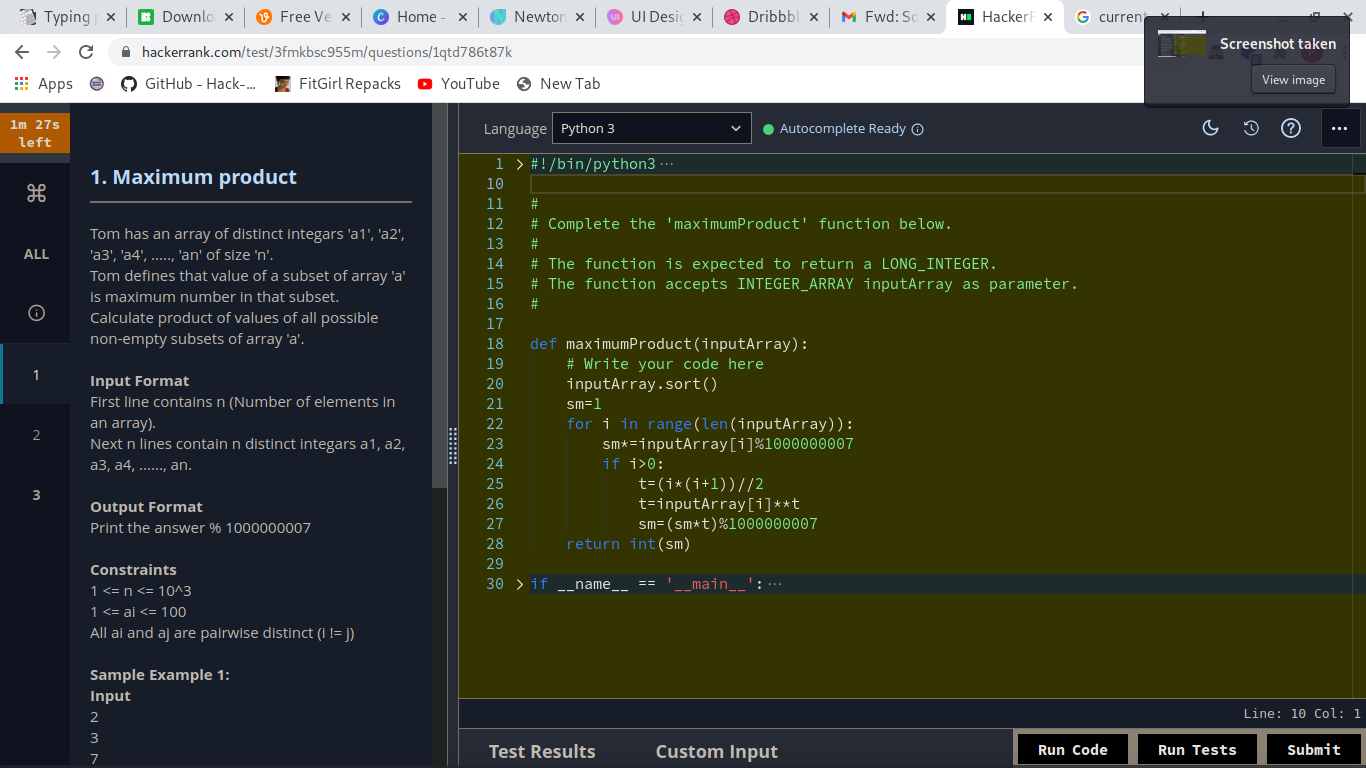 Typing
Downlo
Free Ve
Home -
Newton
UI Desig
Dribbbl
Fwd: Sc
HackerF
current
Screenshot taken
View image
hackerrank.com/test/3fmkbsc955m/questions/1qtd786t87k
Apps
GitHub - Hack-...
FitGirl Repacks
YouTube
New Tab
1m 27s
left
ALL
1
2
3
1. Maximum product
Tom has an array of distinct integars 'a1', 'a2',
'a3', 'a4', ....., 'an' of size 'n'.
Tom defines that value of a subset of array 'a'
is maximum number in that subset.
Calculate product of values of all possible
non-empty subsets of array 'a'.
Input Format
First line contains n (Number of elements in
an array).
Next n lines contain n distinct integars a1, a2,
a3, a4, ......, an.
Output Format
Print the answer % 1000000007
Constraints
1 <= n <= 10^3
1 <= ai <= 100
All ai and aj are pairwise distinct (i != j)
Sample Example 1:
Input
2
3
7
Language
Python 3
Autocomplete Ready
1 #!/bin/python3 ...
10
11 #
12 # Complete the 'maximumProduct' function below.
13 #
14 # The function is expected to return a LONG_INTEGER.
15 # The function accepts INTEGER_ARRAY inputArray as parameter.
16 #
17
18 def maximumProduct(inputArray):
19     # Write your code here
20     inputArray.sort()
21     sm=1
22     for i in range(len(inputArray)):
23         sm*=inputArray[i]%1000000007
24         if i>0:
25             t=(i*(i+1))//2
26             t=inputArray[i]**t
27             sm=(sm*t)%1000000007
28     return int(sm)
29
30 if __name__ == '__main__': ...
Line: 10 Col: 1
Test Results
Custom Input
Run Code
Run Tests
Submit